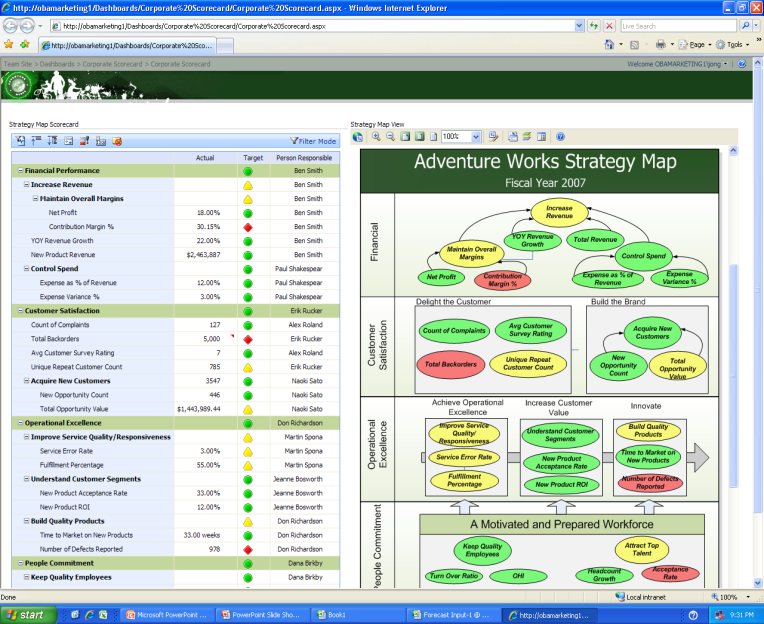 http://obamarketing1/Dashboards/Corporate%20Scorecard/Corporate%20Scorecard.aspx - Windows Internet Explorer
http://obamarketing1/Dashboards/Corporate%20Scorecard/Corporate%20Scorecard.aspx
Live Search
http://obamarketing1/Dashboards/Corporate%20Sco...
Page
Tools
Team Site > Dashboards > Corporate Scorecard > Corporate Scorecard
Welcome OBAMARKETING1\jong
Strategy Map Scorecard
Filter Mode
Actual Target Person Responsible
Financial Performance Ben Smith
Increase Revenue Ben Smith
Maintain Overall Margins Ben Smith
Net Profit 18.00% Ben Smith
Contribution Margin % 30.15% Ben Smith
YOY Revenue Growth 22.00% Ben Smith
New Product Revenue $2,463,887 Ben Smith
Control Spend Paul Shakespear
Expense as % of Revenue 12.00% Paul Shakespear
Expense Variance % 3.00% Paul Shakespear
Customer Satisfaction Erik Rucker
Count of Complaints 127 Alex Roland
Total Backorders 5,000 Erik Rucker
Avg Customer Survey Rating 7 Alex Roland
Unique Repeat Customer Count 785 Erik Rucker
Acquire New Customers 3547 Naoki Sato
New Opportunity Count 446 Naoki Sato
Total Opportunity Value $1,443,989.44 Naoki Sato
Operational Excellence Don Richardson
Improve Service Quality/Responsiveness Martin Spona
Service Error Rate 3.00% Martin Spona
Fulfillment Percentage 55.00% Martin Spona
Understand Customer Segments Jeanne Bosworth
New Product Acceptance Rate 33.00% Jeanne Bosworth
New Product ROI 12.00% Jeanne Bosworth
Build Quality Products Don Richardson
Time to Market on New Products 33.00 weeks Don Richardson
Number of Defects Reported 978 Don Richardson
People Commitment Dana Birkby
Keep Quality Employees Dana Birkby
Strategy Map View
100%
Adventure Works Strategy Map
Fiscal Year 2007
Financial
Increase
Revenue
YOY Revenue
Growth
Total Revenue
Maintain Overall
Margins
Control Spend
Net Profit
Contribution
Margin %
Expense as % of
Revenue
Expense
Variance %
Customer
Satisfaction
Delight the Customer
Build the Brand
Count of Complaints
Avg Customer
Survey Rating
Total Backorders
Unique Repeat
Customer Count
Acquire New
Customers
New
Opportunity
Count
Total
Opportunity
Value
Operational
Excellence
Achieve Operational
Excellence
Increase Customer
Value
Innovate
Improve Service
Quality/
Responsiveness
Service Error Rate
Fulfillment
Percentage
Understand Customer
Segments
New Product
Acceptance Rate
New Product ROI
Build Quality
Products
Time to Market on
New Products
Number of Defects
Reported
People Commitment
A Motivated and Prepared Workforce
Keep Quality
Employees
Attract Top
Talent
Turn Over Ratio
OHI
Headcount
Growth
Acceptance
Rate
Done
Local intranet
100%
start
Microsoft PowerPoint ...
PowerPoint Slide Sho...
Book1
Forecast Input-1 @ ...
http://obamarketing1...
9:31 PM